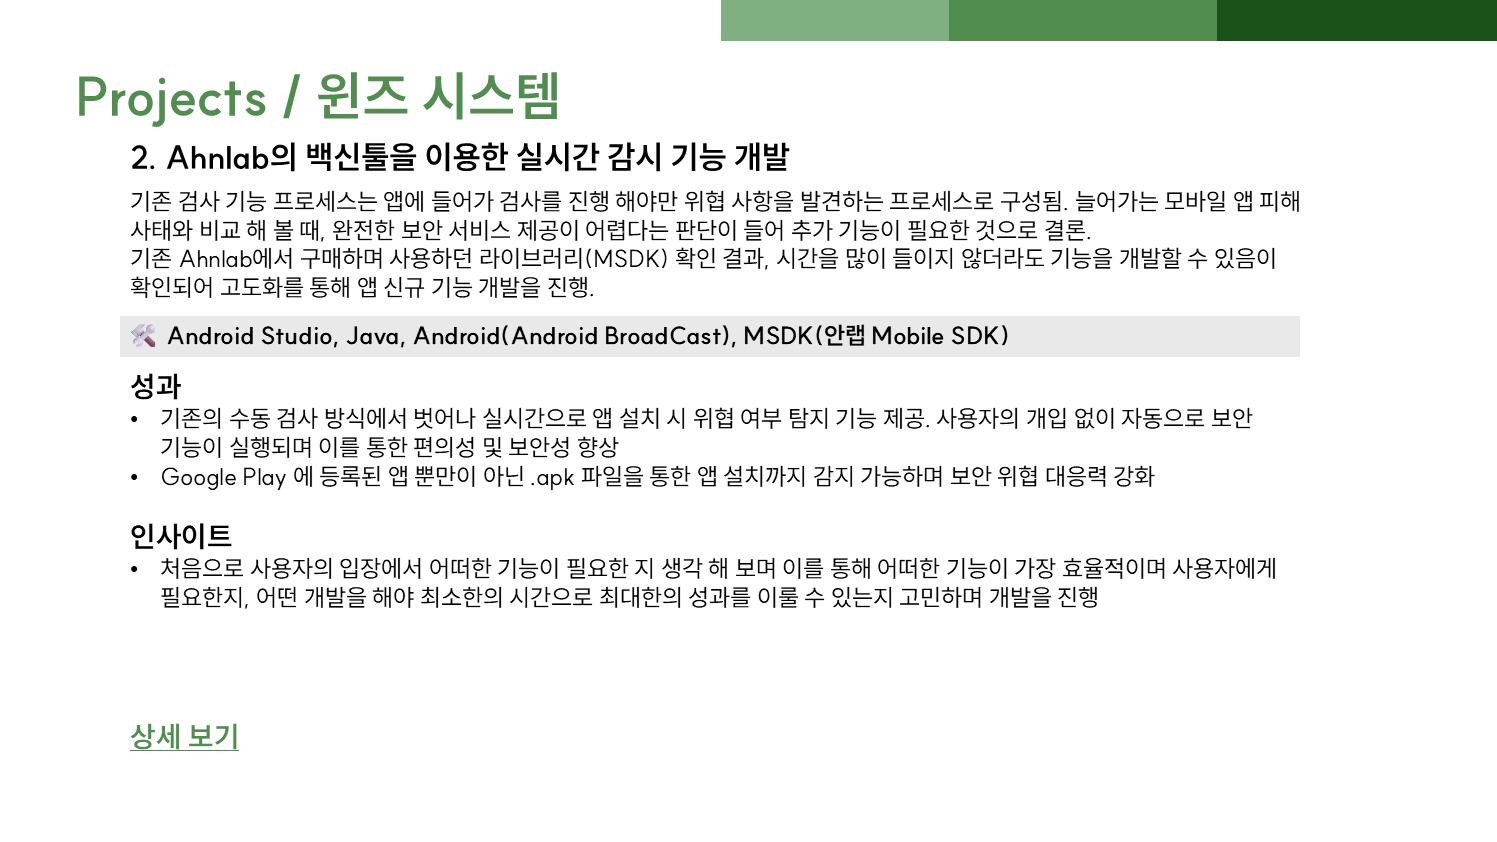 Projects / 윈즈 시스템
2. Ahnlab의 백신툴을 이용한 실시간 감시 기능 개발
기존 검사 기능 프로세스는 앱에 들어가 검사를 진행 해야만 위협 사항을 발견하는 프로세스로 구성됨. 늘어가는 모바일 앱 피해
사태와 비교 해 볼 때, 완전한 보안 서비스 제공이 어렵다는 판단이 들어 추가 기능이 필요한 것으로 결론.
기존 Ahnlab에서 구매하며 사용하던 라이브러리(MSDK) 확인 결과, 시간을 많이 들이지 않더라도 기능을 개발할 수 있음이
확인되어 고도화를 통해 앱 신규 기능 개발을 진행.
🛠 Android Studio, Java, Android(Android BroadCast), MSDK(안랩 Mobile SDK)
성과
• 기존의 수동 검사 방식에서 벗어나 실시간으로 앱 설치 시 위협 여부 탐지 기능 제공. 사용자의 개입 없이 자동으로 보안
기능이 실행되며 이를 통한 편의성 및 보안성 향상
• Google Play 에 등록된 앱 뿐만이 아닌 .apk 파일을 통한 앱 설치까지 감지 가능하며 보안 위협 대응력 강화
인사이트
• 처음으로 사용자의 입장에서 어떠한 기능이 필요한 지 생각 해 보며 이를 통해 어떠한 기능이 가장 효율적이며 사용자에게
필요한지, 어떤 개발을 해야 최소한의 시간으로 최대한의 성과를 이룰 수 있는지 고민하며 개발을 진행
상세 보기